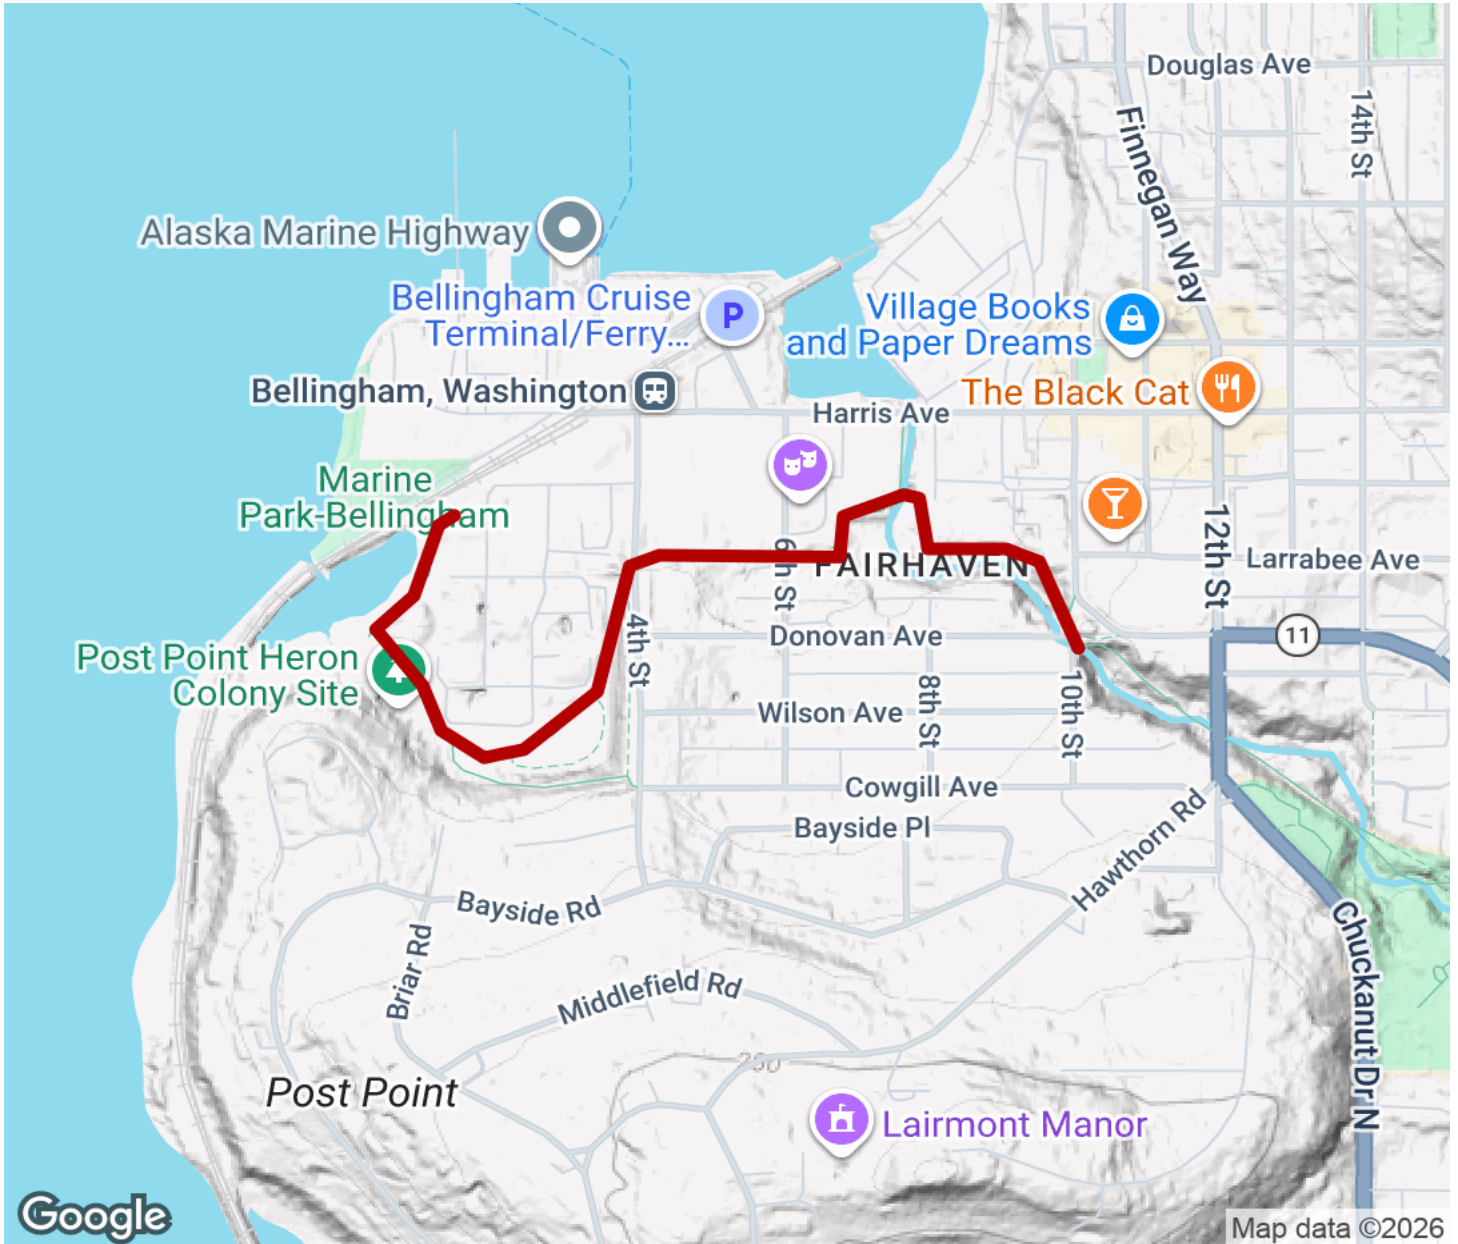 Douglas Ave
14th St
Finnegan Way
Alaska Marine Highway
Bellingham Cruise
Terminal/Ferry...
P
Village Books
and Paper Dreams
Bellingham, Washington
The Black Cat
Harris Ave
Marine
Park-Bellingham
12th St
6th St
FAIRHAVEN
Larrabee Ave
4th St
Donovan Ave
11
Post Point Heron
Colony Site
8th St
10th St
Wilson Ave
Cowgill Ave
Bayside Pl
Hawthorn Rd
Bayside Rd
Briar Rd
Chuckanut Dr N
Middlefield Rd
200
Post Point
Lairmont Manor
Google
Map data ©2026